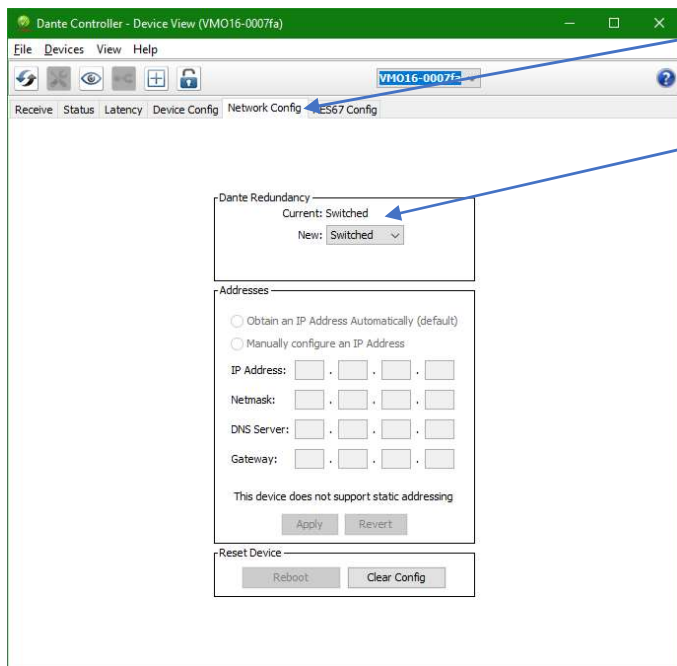 Dante Controller - Device View (VMO16-0007fa)
File Devices View Help
VMO16-0007fa
Receive Status Latency Device Config Network Config AES67 Config
Dante Redundancy
Current: Switched
New: Switched
Addresses
Obtain an IP Address Automatically (default)
Manually configure an IP Address
IP Address: . . .
Netmask: . . .
DNS Server: . . .
Gateway: . . .
This device does not support static addressing
Apply Revert
Reset Device
Reboot Clear Config